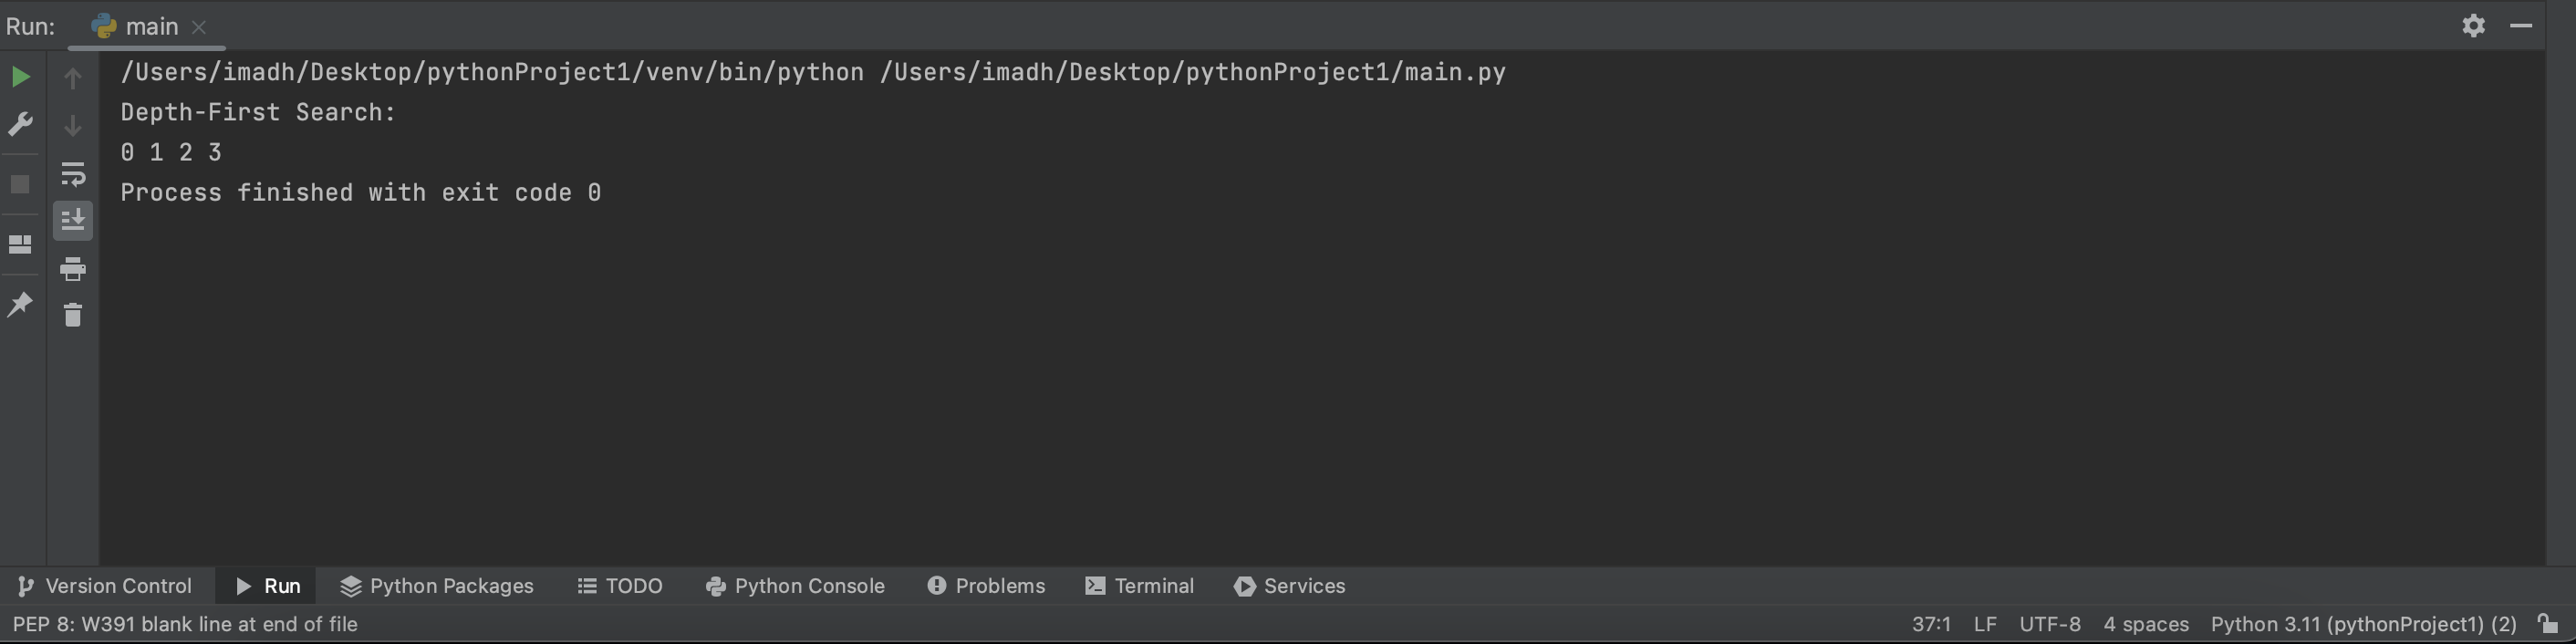 Run: main
/Users/imadh/Desktop/pythonProject1/venv/bin/python /Users/imadh/Desktop/pythonProject1/main.py
Depth-First Search:
0 1 2 3
Process finished with exit code 0
Version Control Run Python Packages TODO Python Console Problems Terminal Services
PEP 8: W391 blank line at end of file 37:1 LF UTF-8 4 spaces Python 3.11 (pythonProject1) (2)